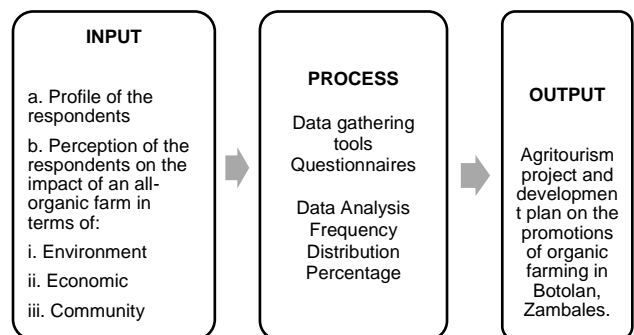 INPUT
a. Profile of the
respondents
b. Perception of the
respondents on the
impact of an all-
organic farm in
terms of:
i. Environment
ii. Economic
iii. Community
PROCESS
Data gathering
tools
Questionnaires
Data Analysis
Frequency
Distribution
Percentage
OUTPUT
Agritourism
project and
developmen
t plan on the
promotions
of organic
farming in
Botolan,
Zambales.